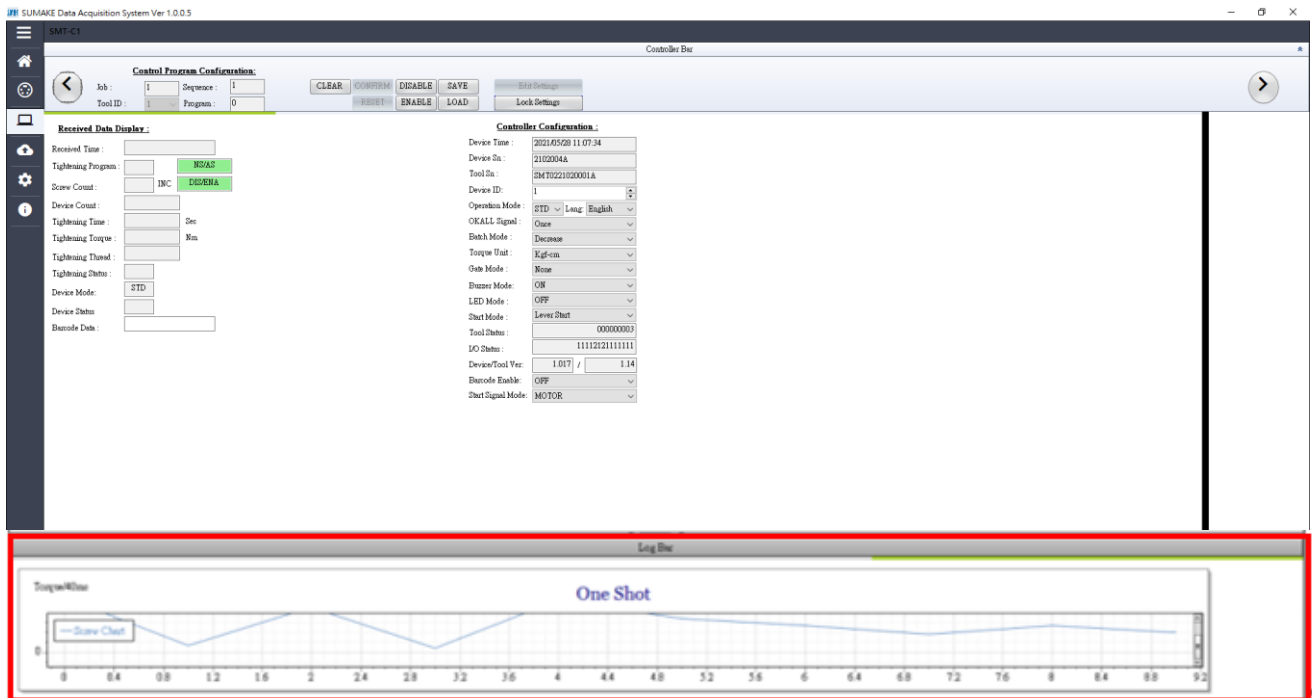 SUMAKE Data Acquisition System Ver 1.0.0.5
SMT-C1
Controller Bar
Control Program Configuration:
Job : 1 Sequence : 1
Tool ID : 1 Program : 0
CLEAR CONFIRM DISABLE SAVE Edit Settings
RESET ENABLE LOAD Lock Settings
Received Data Display :
Received Time :
Tightening Program : NS/AS
Screw Count : INC DIS/ENA
Device Count :
Tightening Time : Sec
Tightening Torque : Nm
Tightening Thread :
Tightening Status :
Device Mode: STD
Device Status
Barcode Data :
Controller Configuration :
Device Time : 2021/05/28 11:07:34
Device Sn : 2102004A
Tool Sn : SMT0221020001A
Device ID: 1
Operation Mode : STD Lang: English
OKALL Signal : Once
Batch Mode : Decrease
Torque Unit : Kgf-cm
Gate Mode : None
Buzzer Mode: ON
LED Mode : OFF
Start Mode : Lever Start
Tool Status : 000000003
I/O Status : 11112121111111
Device/Tool Ver: 1.017 / 1.14
Barcode Enable: OFF
Start Signal Mode: MOTOR
Log Bar
Torque/40ms
One Shot
Screw Chart
0
0 0.4 0.8 1.2 1.6 2 2.4 2.8 3.2 3.6 4 4.4 4.8 5.2 5.6 6 6.4 6.8 7.2 7.6 8 8.4 8.8 9.2